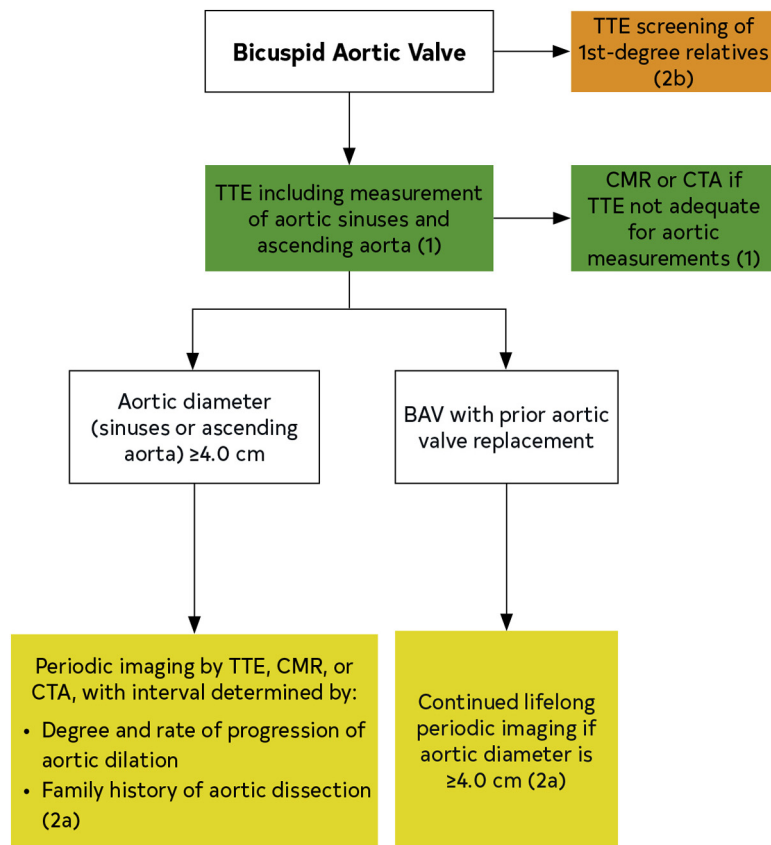 Bicuspid Aortic Valve
TTE screening of
1st-degree relatives
(2b)
TTE including measurement
of aortic sinuses and
ascending aorta (1)
CMR or CTA if
TTE not adequate
for aortic
measurements (1)
Aortic diameter
(sinuses or ascending
aorta) ≥4.0 cm
BAV with prior aortic
valve replacement
Periodic imaging by TTE, CMR, or
CTA, with interval determined by:
• Degree and rate of progression of
aortic dilation
• Family history of aortic dissection
(2a)
Continued lifelong
periodic imaging if
aortic diameter is
≥4.0 cm (2a)